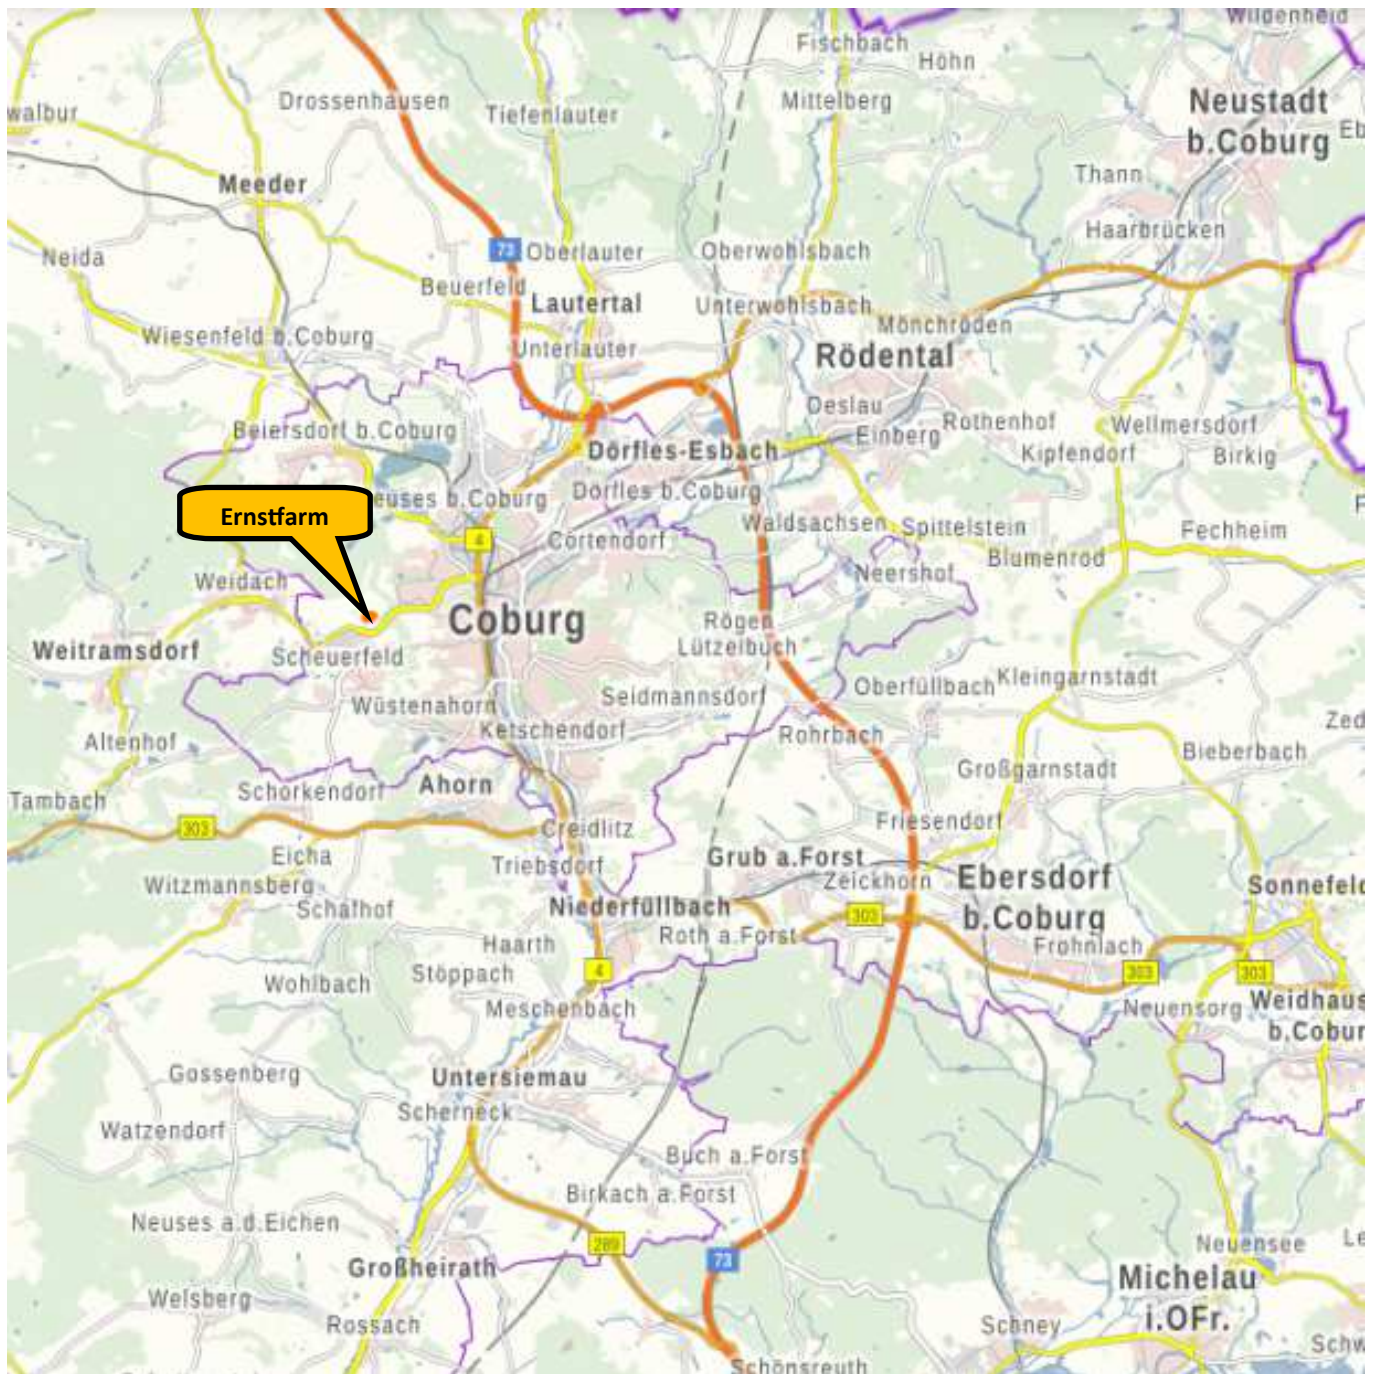 Wildenheid
Fischbach
Höhn
Drossenhausen
Tiefenlauter
Mittelberg
Neustadt
b.Coburg
walbur
Eb
Meeder
Thann
Haarbrücken
Neida
73
Oberlauter
Oberwohlsbach
Beuerfeld
Lautertal
Unterwohlsbach
Mönchröden
Wiesenfeld b.Coburg
Unterlauter
Rödental
Oeslau
Rothenhof
Wellmersdorf
Beiersdorf b.Coburg
Einberg
Dörfles-Esbach
Kipfendorf
Birkig
euses b.Coburg
Dörfles b.Coburg
F
Ernstfarm
Waldsachsen
Spittelstein
Fechheim
4
Cortendorf
Blumenrod
Weidach
Neershof
Coburg
Rögen
Lützelbuch
Weitramsdorf
Scheuerfeld
Oberfüllbach
Kleingarnstadt
Wüstenahorn
Seidmannsdorf
Ketschendorf
Rohrbach
Zed
Altenhof
Bieberbach
Großgarnstadt
Tambach
Schorkendorf
Ahorn
303
Creidlitz
Friesendorf
Eicha
Triebsdorf
Grub a.Forst
Zeickhorn
Ebersdorf
b.Coburg
Witzmannsberg
Sonnefeld
Schafhof
Niederfüllbach
303
Roth a.Forst
Haarth
Frohnlach
Stöppach
4
303
303
Wohlbach
Meschenbach
Neuensorg
Weidhaus
b.Cobur
Gossenberg
Untersiemau
Scherneck
Watzendorf
Buch a.Forst
Birkach a.Forst
Neuses a.d.Eichen
289
73
Neuensee
Le
Großheirath
Michelau
i.OFr.
Welsberg
Rossach
Schney
Schw
Schönsreuth